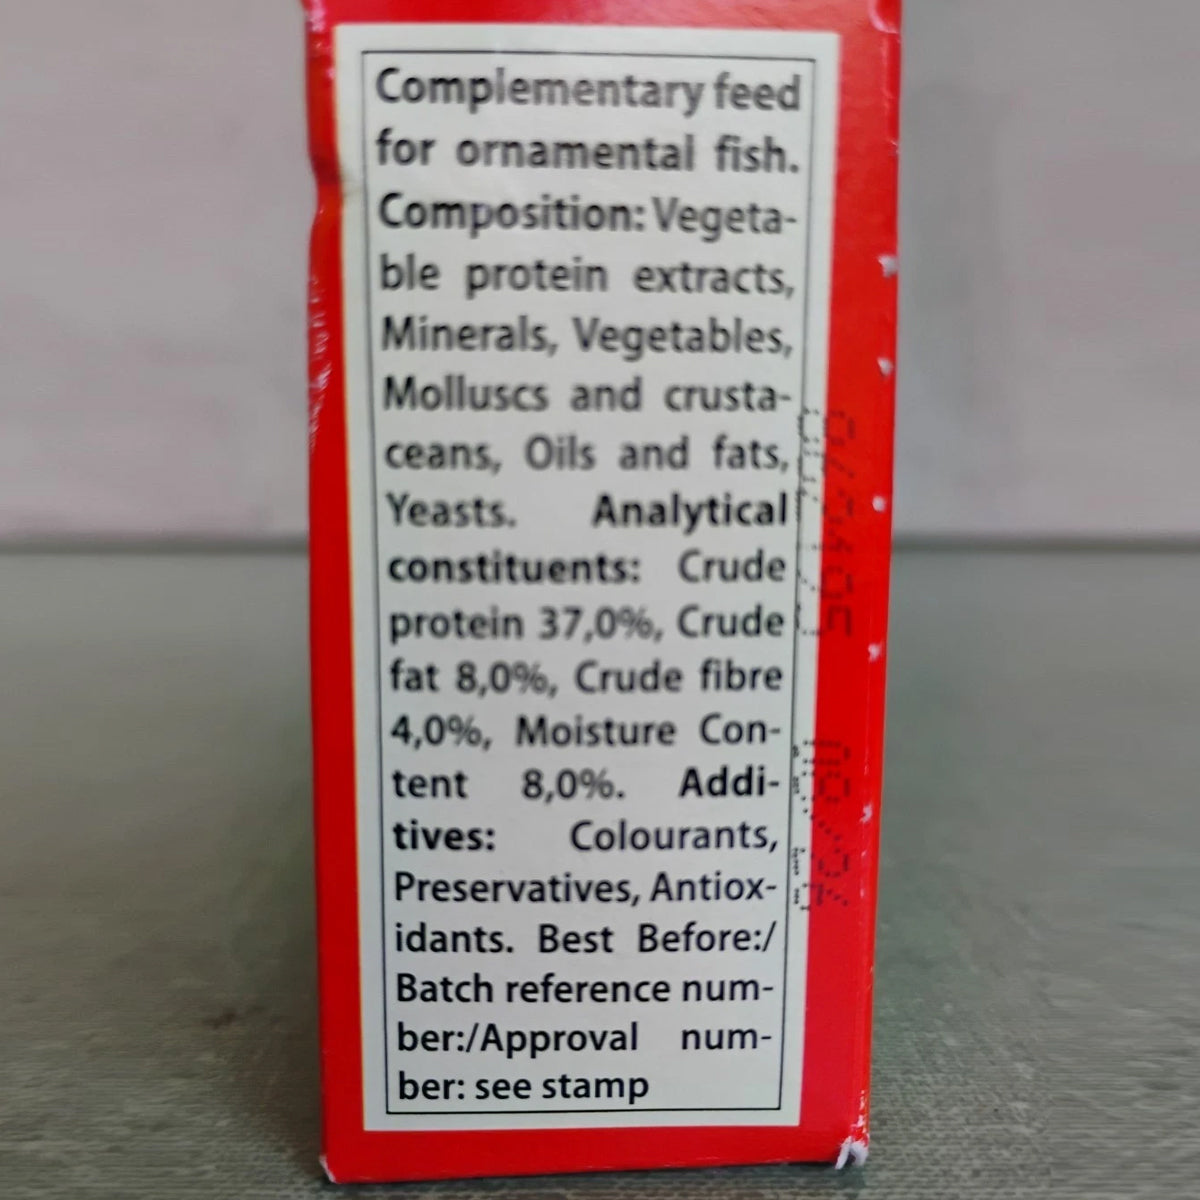 Complementary feed
for ornamental fish.
Composition: Vegeta-
ble protein extracts,
Minerals, Vegetables,
Molluscs and crusta-
ceans, Oils and fats,
Yeasts. Analytical
constituents: Crude
protein 37,0%, Crude
fat 8,0%, Crude fibre
4,0%, Moisture Con-
tent 8,0%. Addi-
tives: Colourants,
Preservatives, Antiox-
idants. Best Before:/
Batch reference num-
ber:/Approval num-
ber: see stamp